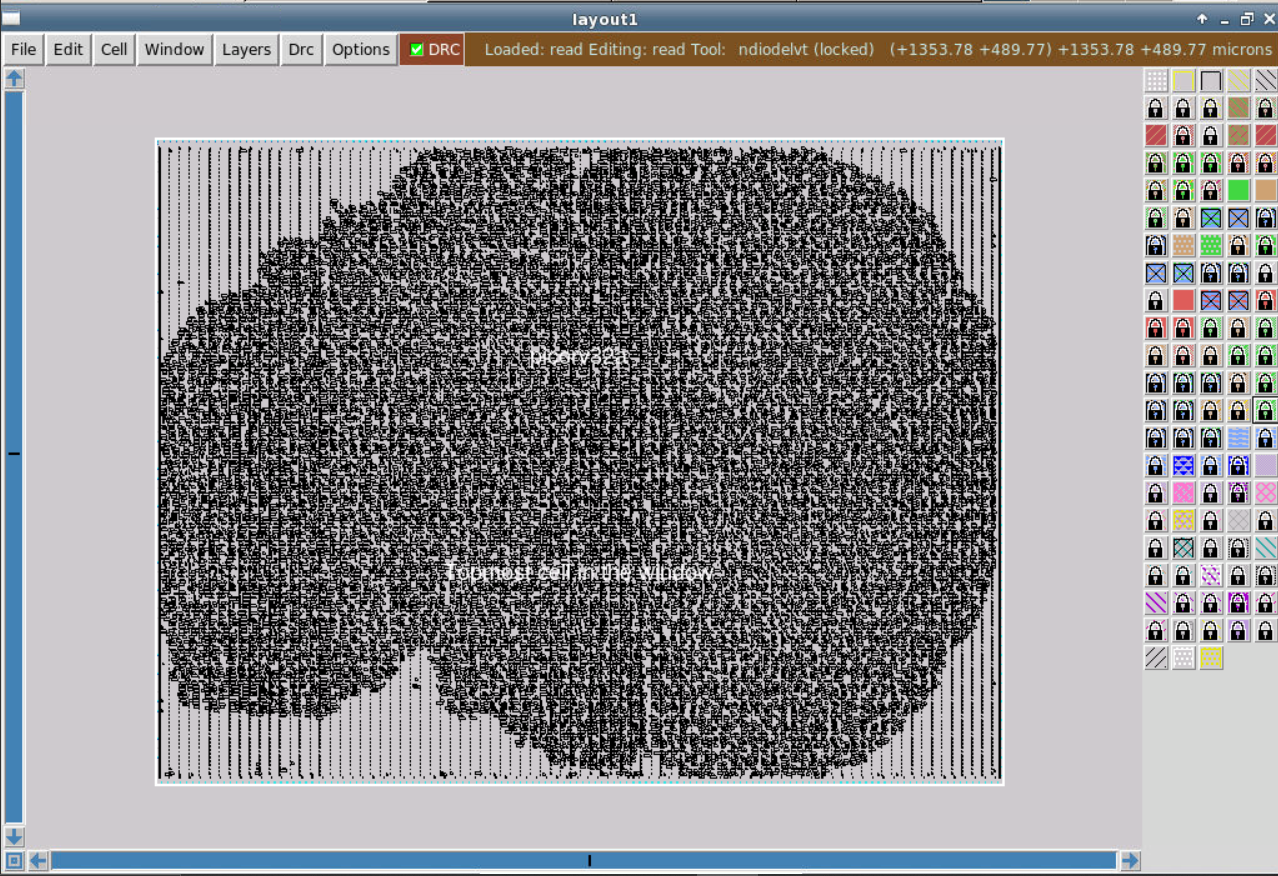 layout1
File Edit Cell Window Layers Drc Options DRC Loaded: read Editing: read Tool: ndiodelvt (locked) (+1353.78 +489.77) +1353.78 +489.77 microns
picorv32a
Topmost cell in the window